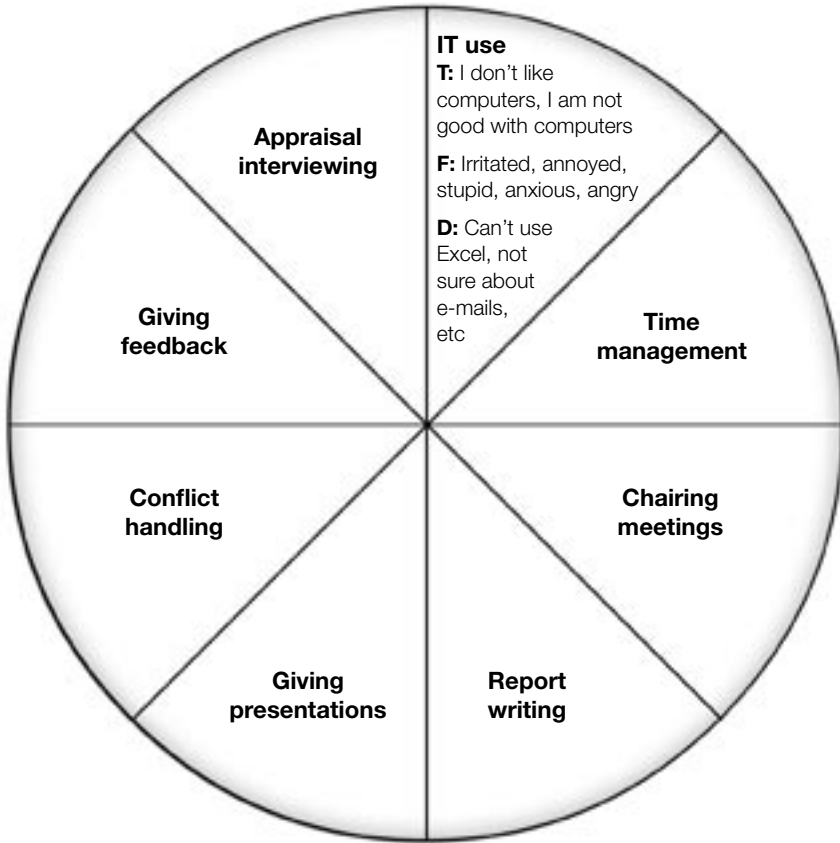 IT use
T: I don’t like
computers, I am not
good with computers
F: Irritated, annoyed,
stupid, anxious, angry
D: Can’t use
Excel, not
sure about
e-mails,
etc
Time
management
Chairing
meetings
Report
writing
Giving
presentations
Conflict
handling
Giving
feedback
Appraisal
interviewing